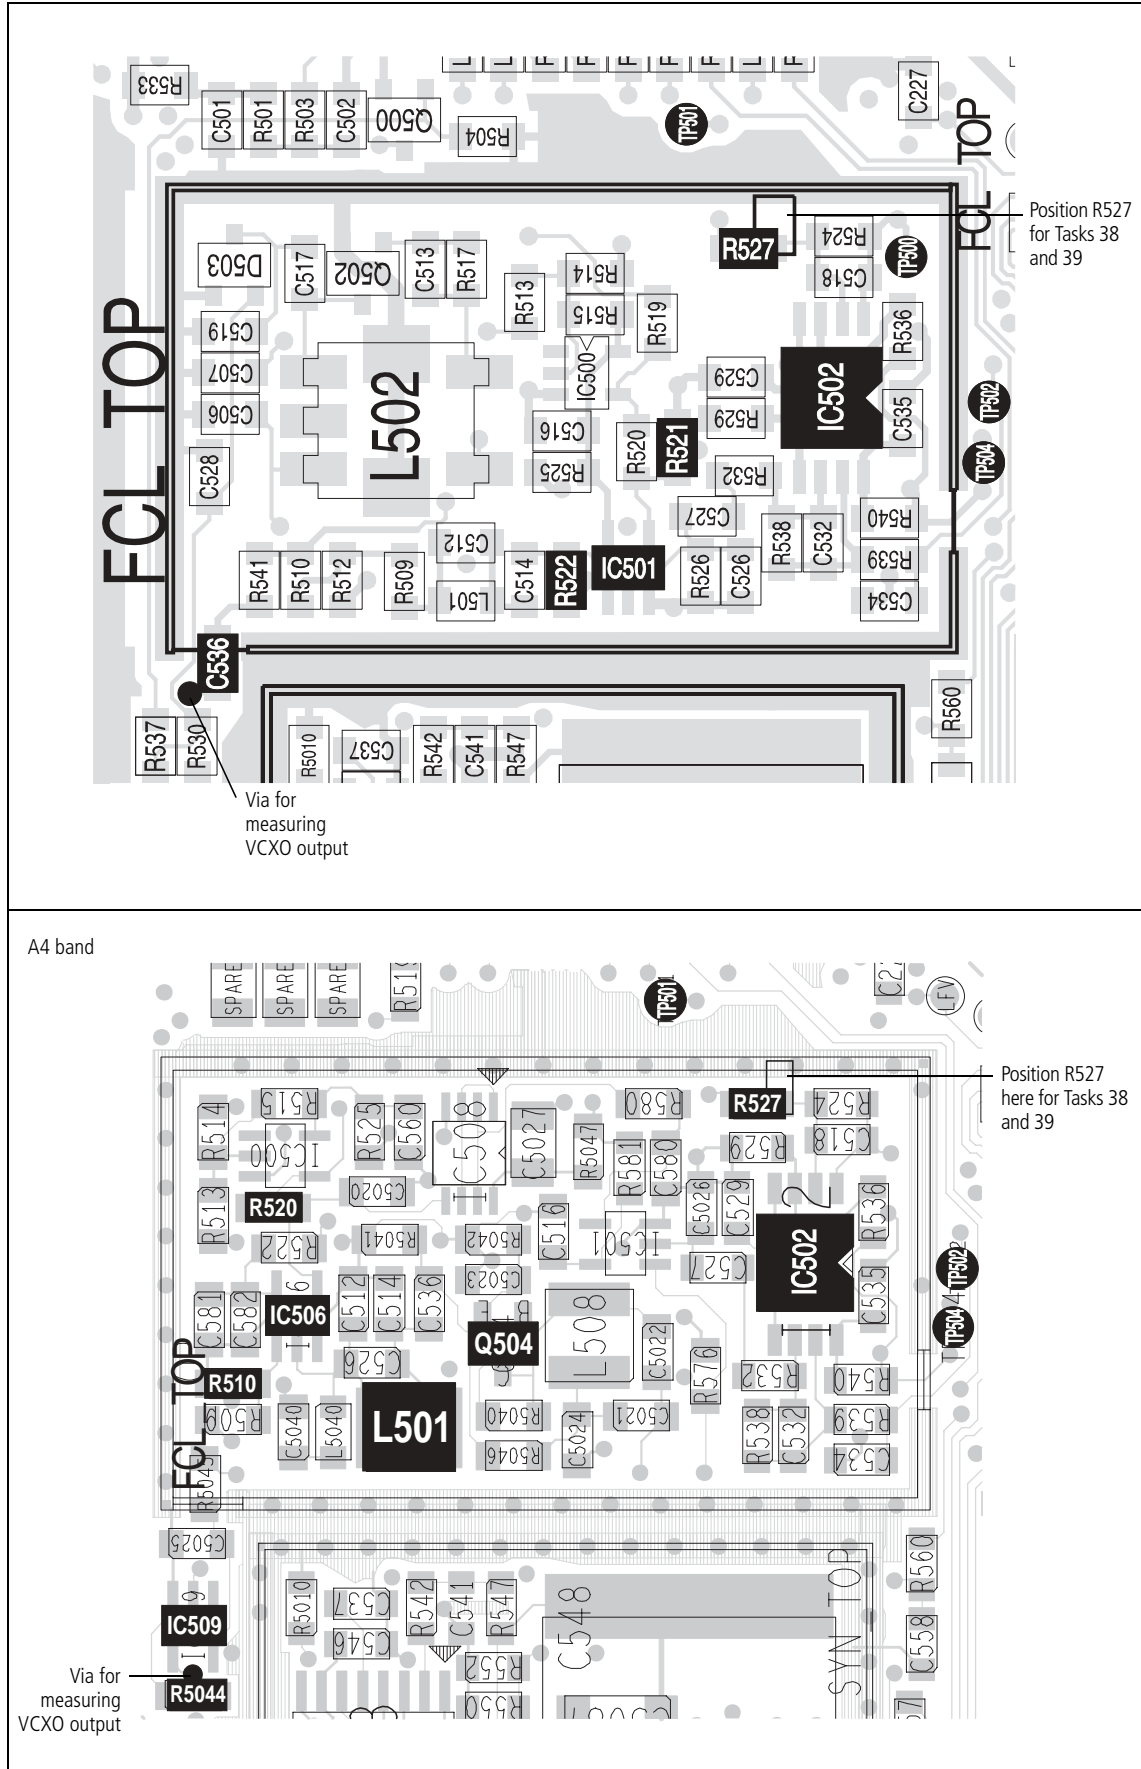 R533
C501
R501
R503
C502
Q500
R504
TP501
C227
FCL TOP
Position R527
for Tasks 38
and 39
D503
C517
Q502
C513
R517
R513
R514
R515
R519
R527
R524
C518
TP500
R536
C519
C507
C506
L502
IC500
C529
R529
IC502
C535
TP502
TP504
FCL TOP
C528
C516
R525
R520
R521
R532
C527
R538
C532
R540
R539
C534
R541
R510
R512
R509
C512
L501
C514
R522
IC501
R526
C526
C536
R537
R530
R5010
C537
R542
C541
R547
R560
Via for
measuring
VCXO output
A4 band
SPARE
SPARE
SPARE
TP501
LFV
Position R527
here for Tasks 38
and 39
R514
R515
IC500
R525
C560
IC508
C5027
R5047
R580
R581
C580
R527
R529
R524
C518
R513
R520
C5020
R522
R5041
R5042
C5023
C516
IC501
C5026
C529
C527
IC502
R536
C535
TP502
TP504
C581
C582
IC506
C512
C514
C536
C526
Q504
L508
C5022
R576
R532
R540
R510
R509
FCL TOP
C5040
L5040
L501
R5040
R5046
C5024
C5021
R538
C532
R539
C534
R5045
C5025
IC509
R5010
C537
C546
R542
C541
R547
R552
R550
C548
SYN TOP
R560
C558
Via for
measuring
VCXO output
R5044